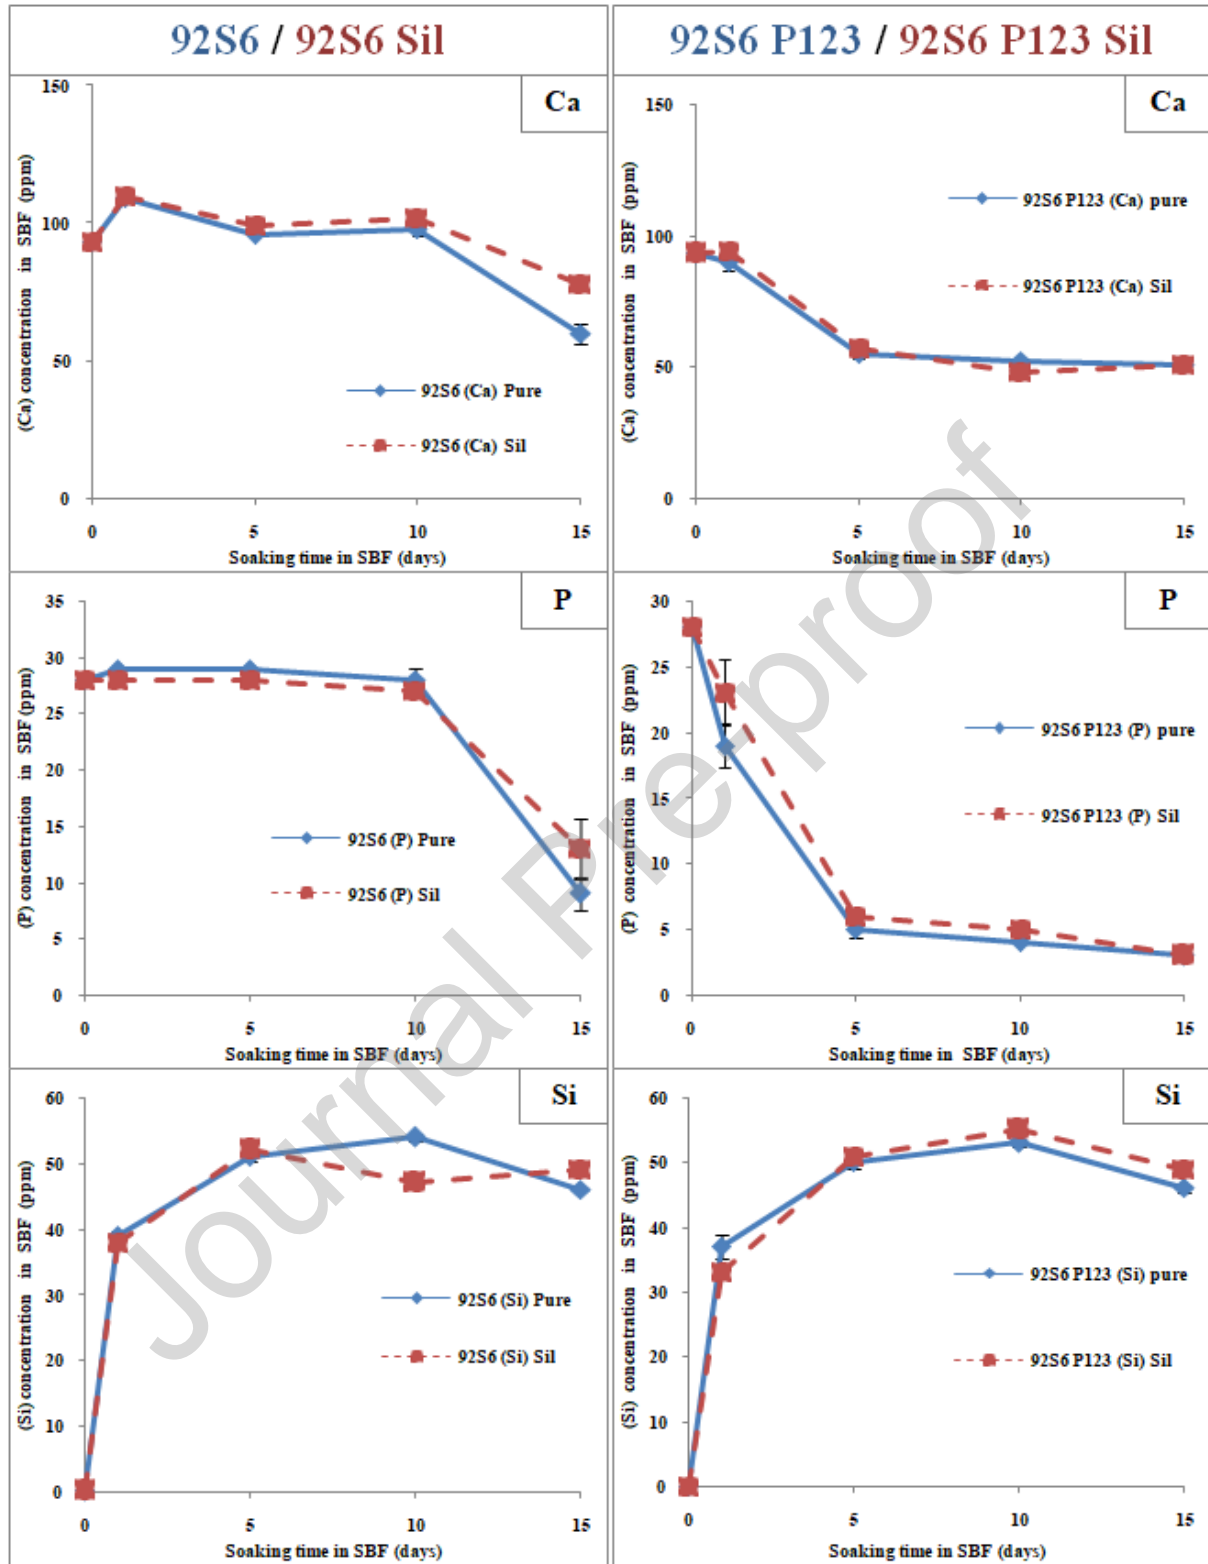 92S6 / 92S6 Sil
92S6 P123 / 92S6 P123 Sil
Ca
(Ca) concentration in SBF (ppm)
150
100
50
0
92S6 (Ca) Pure
92S6 (Ca) Sil
0 5 10 15
Soaking time in SBF (days)
Ca
(Ca) concentration in SBF (ppm)
150
100
50
0
92S6 P123 (Ca) pure
92S6 P123 (Ca) Sil
0 5 10 15
Soaking time in SBF (days)
P
(P) concentration in SBF (ppm)
35
30
25
20
15
10
5
0
92S6 (P) Pure
92S6 (P) Sil
0 5 10 15
Soaking time in SBF (days)
P
(P) concentration in SBF (ppm)
30
25
20
15
10
5
0
92S6 P123 (P) pure
92S6 P123 (P) Sil
0 5 10 15
Soaking time in SBF (days)
Si
(Si) concentration in SBF (ppm)
60
50
40
30
20
10
0
92S6 (Si) Pure
92S6 (Si) Sil
0 5 10 15
Soaking time in SBF (days)
Si
(Si) concentration in SBF (ppm)
60
50
40
30
20
10
0
92S6 P123 (Si) pure
92S6 P123 (Si) Sil
0 5 10 15
Soaking time in SBF (days)
Journal Pre-proof